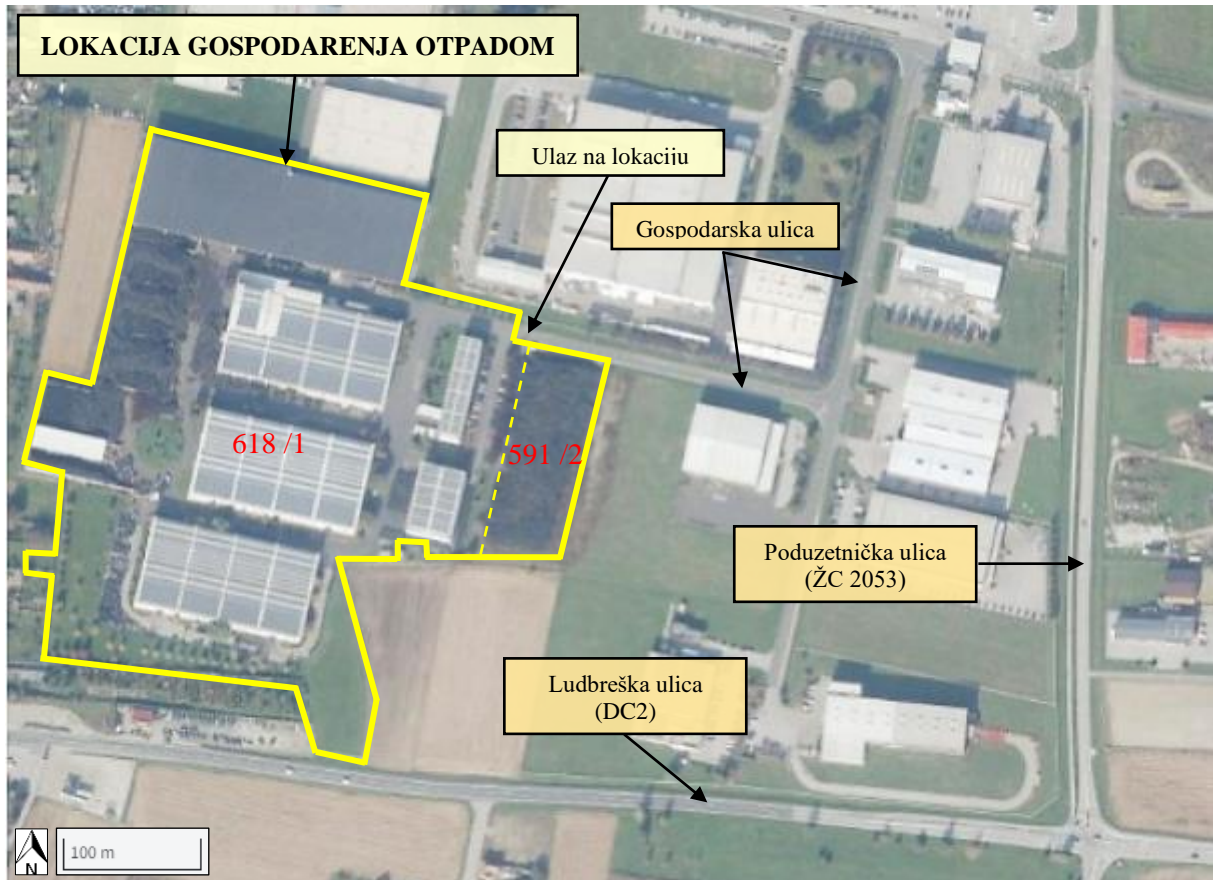 LOKACIJA GOSPODARENJA OTPADOM
Ulaz na lokaciju
Gospodarska ulica
618 /1
591 /2
Poduzetnička ulica
(ŽC 2053)
Ludbreška ulica
(DC2)
N
100 m